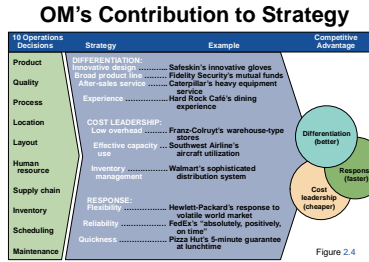 OM's Contribution to Strategy
10 Operations
Decisions
Strategy
Example
Competitive
Advantage
Product
Quality
Process
Location
Layout
Human
resource
Supply chain
Inventory
Scheduling
Maintenance
DIFFERENTIATION:
Innovative design ............ Safeskin's innovative gloves
Broad product line ........ Fidelity Security's mutual funds
After-sales service ....... Caterpillar's heavy equipment
service
Experience .................. Hard Rock Café's dining
experience
COST LEADERSHIP:
Low overhead ......... Franz-Colruyt's warehouse-type
stores
Effective capacity ... Southwest Airline's
use aircraft utilization
Inventory ............ Walmart's sophisticated
management distribution system
RESPONSE:
Flexibility ............ Hewlett-Packard's response to
volatile world market
Reliability ............ FedEx's "absolutely, positively,
on time"
Quickness ............ Pizza Hut's 5-minute guarantee
at lunchtime
Differentiation
(better)
Respons
(faster)
Cost
leadership
(cheaper)
Figure 2.4